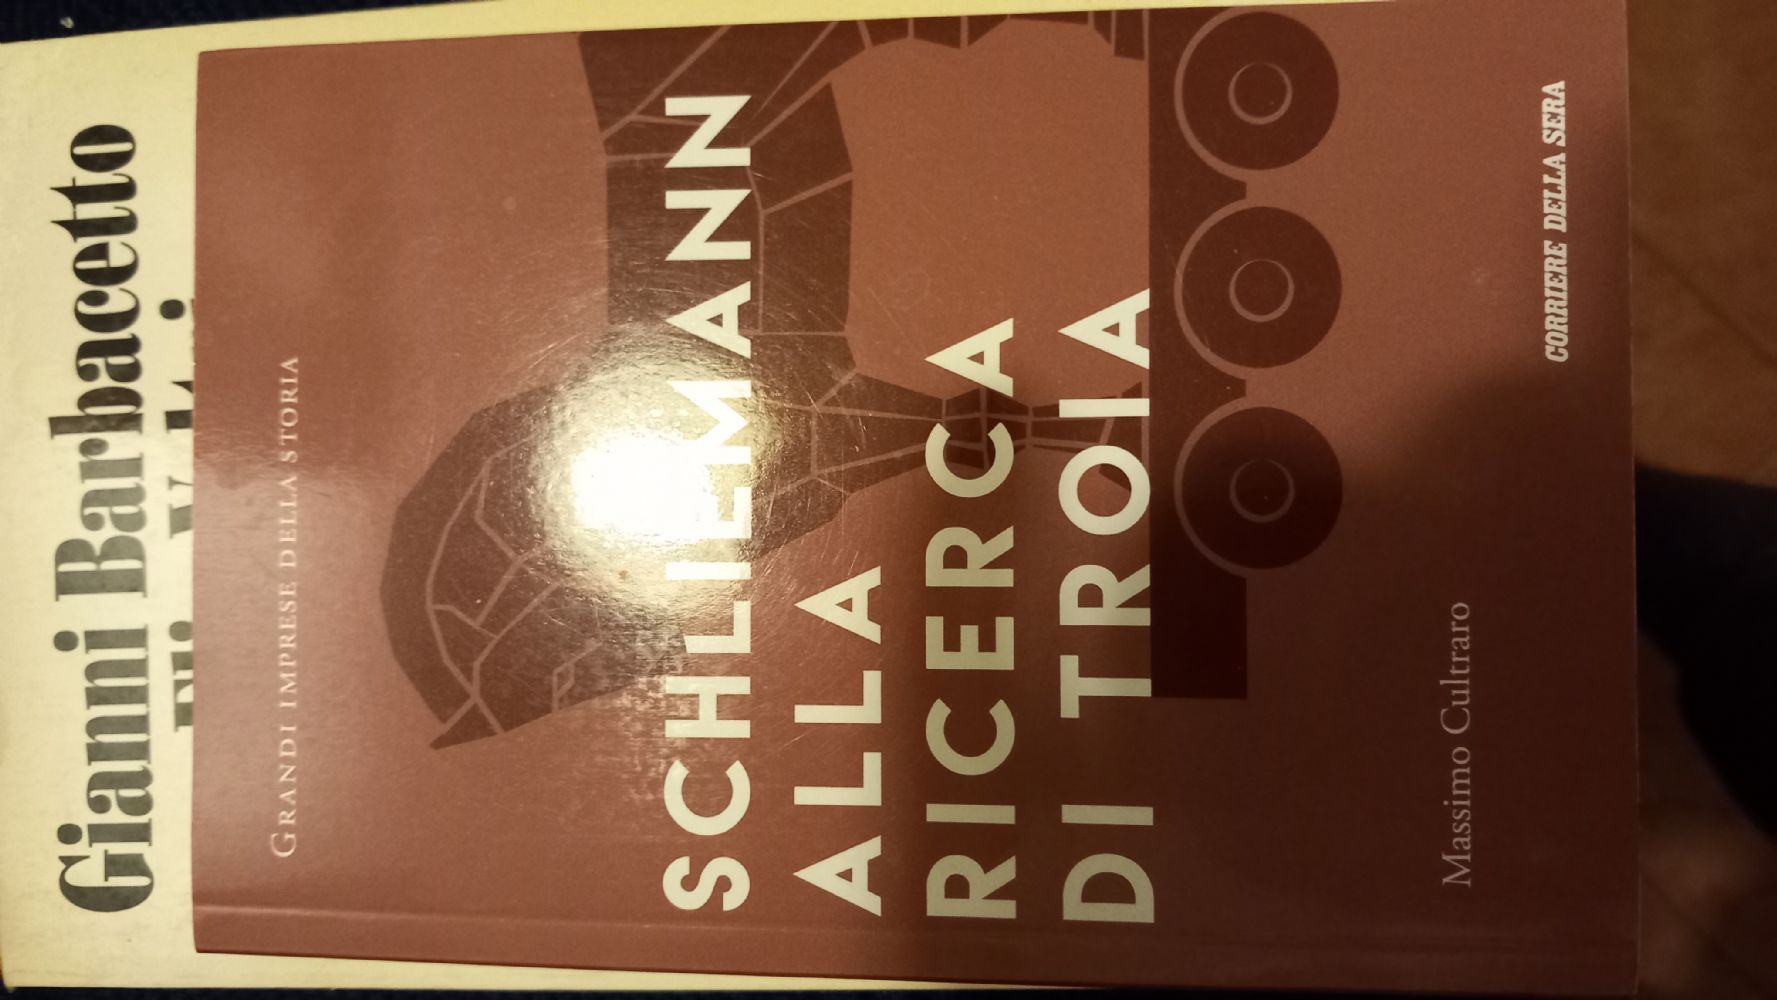 Gianni Barbacetto
GRANDI IMPRESE DELLA STORIA
SCHLIEMANN
ALLA
RICERCA
DI TROIA
Massimo Cultraro
CORRIERE DELLA SERA